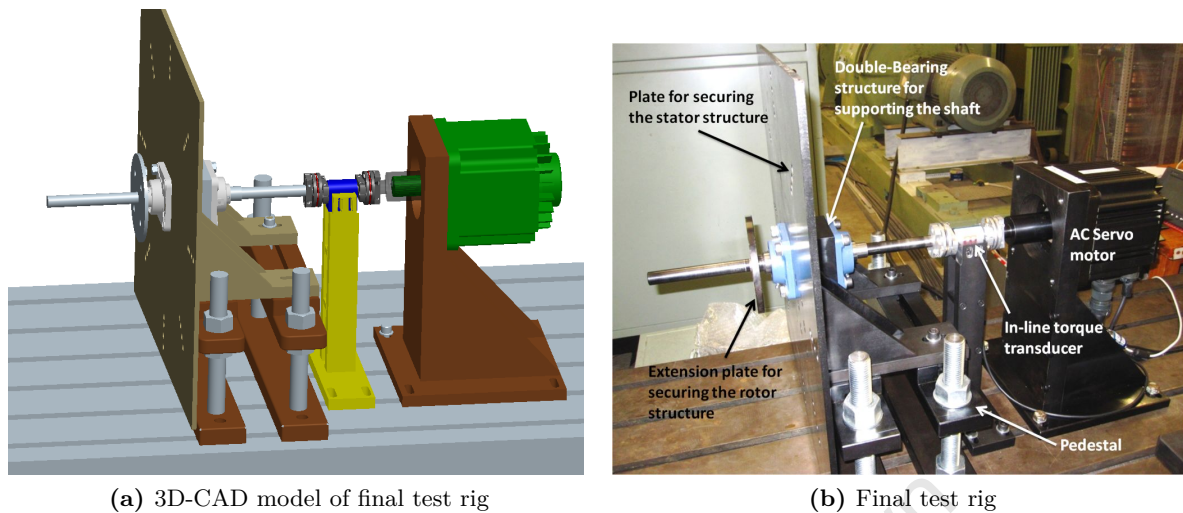 Double-Bearing
structure for
supporting the shaft
Plate for securing
the stator structure
AC Servo
motor
In-line torque
transducer
Extension plate for
securing the rotor
structure
Pedestal
(a) 3D-CAD model of final test rig
(b) Final test rig